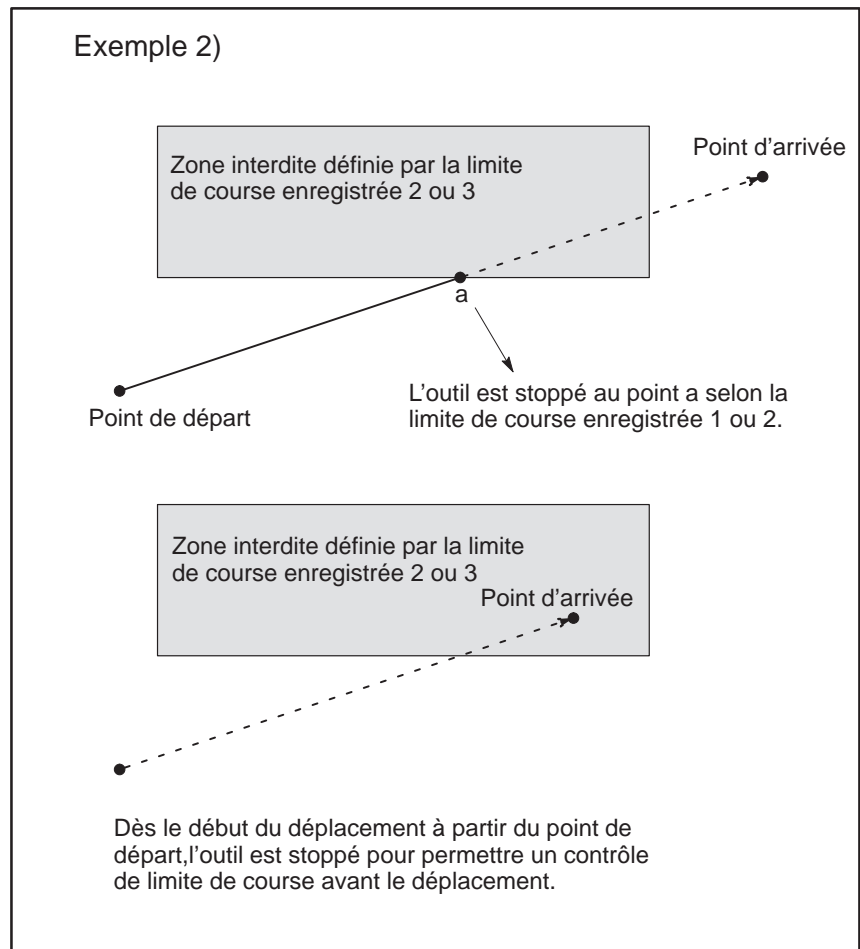 Exemple 2)
Zone interdite définie par la limite
de course enregistrée 2 ou 3
Point d'arrivée
a
Point de départ
L'outil est stoppé au point a selon la
limite de course enregistrée 1 ou 2.
Zone interdite définie par la limite
de course enregistrée 2 ou 3
Point d'arrivée
Dès le début du déplacement à partir du point de
départ,l'outil est stoppé pour permettre un contrôle
de limite de course avant le déplacement.